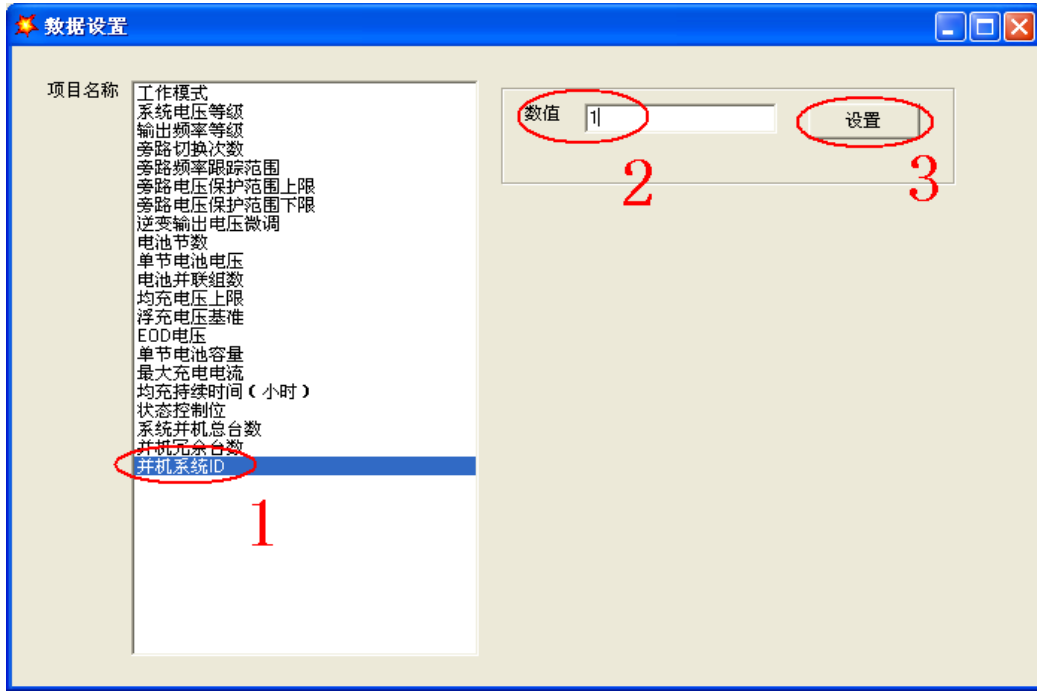 数据设置
项目名称
工作模式
系统电压等级
输出频率等级
旁路切换次数
旁路频率跟踪范围
旁路电压保护范围上限
旁路电压保护范围下限
逆变输出电压微调
电池节数
单节电池电压
电池并联组数
均充电压上限
浮充电压基准
EOD电压
单节电池容量
最大充电电流
均充持续时间(小时)
状态控制位
系统并机总台数
并机冗余台数
并机系统ID
1
数值 1
2
设置
3